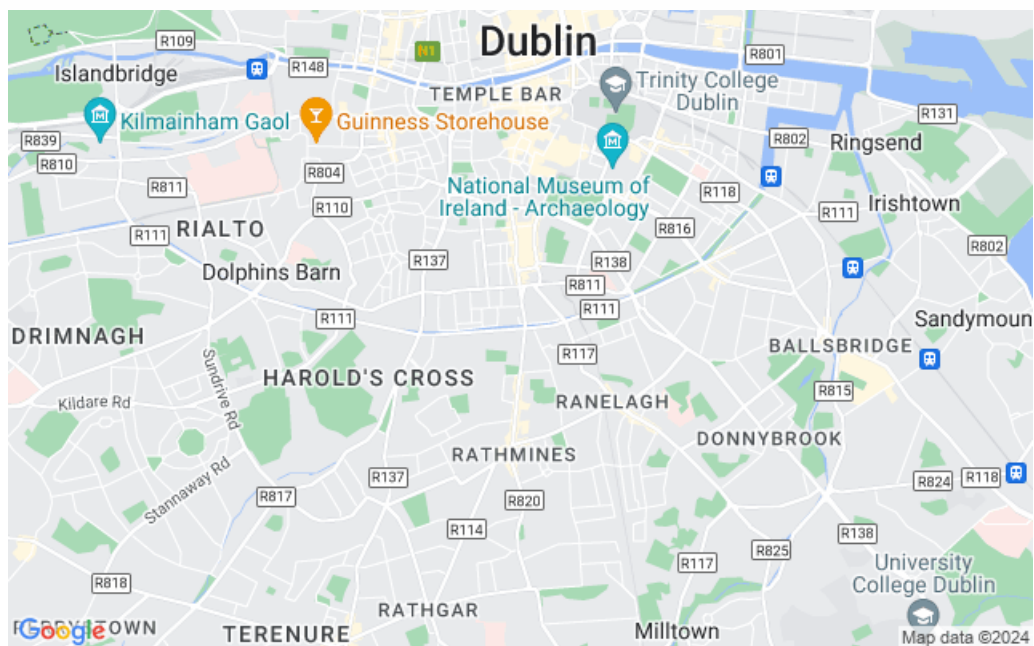 Dublin
R109
N1
R801
Islandbridge
R148
TEMPLE BAR
Trinity College
Dublin
R131
Kilmainham Gaol
Guinness Storehouse
R839
R802
Ringsend
R810
R811
R804
National Museum of
Ireland - Archaeology
R118
R110
R111
Irishtown
R111
RIALTO
R816
R802
R137
R138
Dolphins Barn
R811
R111
R111
Sandymoun
DRIMNAGH
R117
BALLSBRIDGE
Sundrive Rd
HAROLD'S CROSS
R815
Kildare Rd
RANELAGH
DONNYBROOK
RATHMINES
Stannaway Rd
R137
R118
R824
R817
R820
R114
R138
R825
R117
University
College Dublin
R818
RATHGAR
Google
TERENURE
Milltown
Map data ©2024